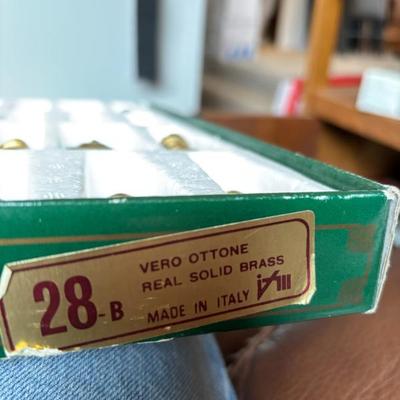 28-B
VERO OTTONE
REAL SOLID BRASS
MADE IN ITALY